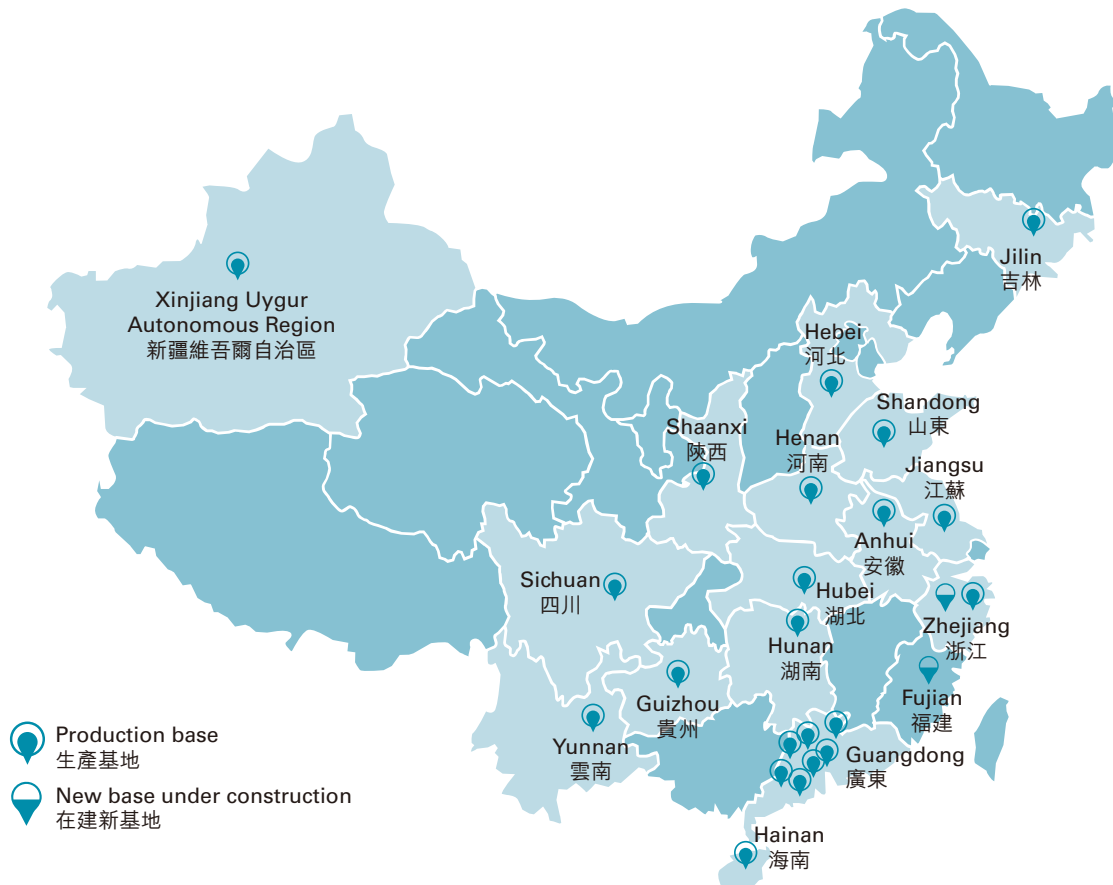 Jilin
吉林
Xinjiang Uygur
Autonomous Region
新疆維吾爾自治區
Hebei
河北
Shandong
山東
Shaanxi
陝西
Henan
河南
Jiangsu
江蘇
Anhui
安徽
Sichuan
四川
Hubei
湖北
Zhejiang
浙江
Hunan
湖南
Guizhou
貴州
Fujian
福建
Yunnan
雲南
Guangdong
廣東
Hainan
海南
Production base
生產基地
New base under construction
在建新基地